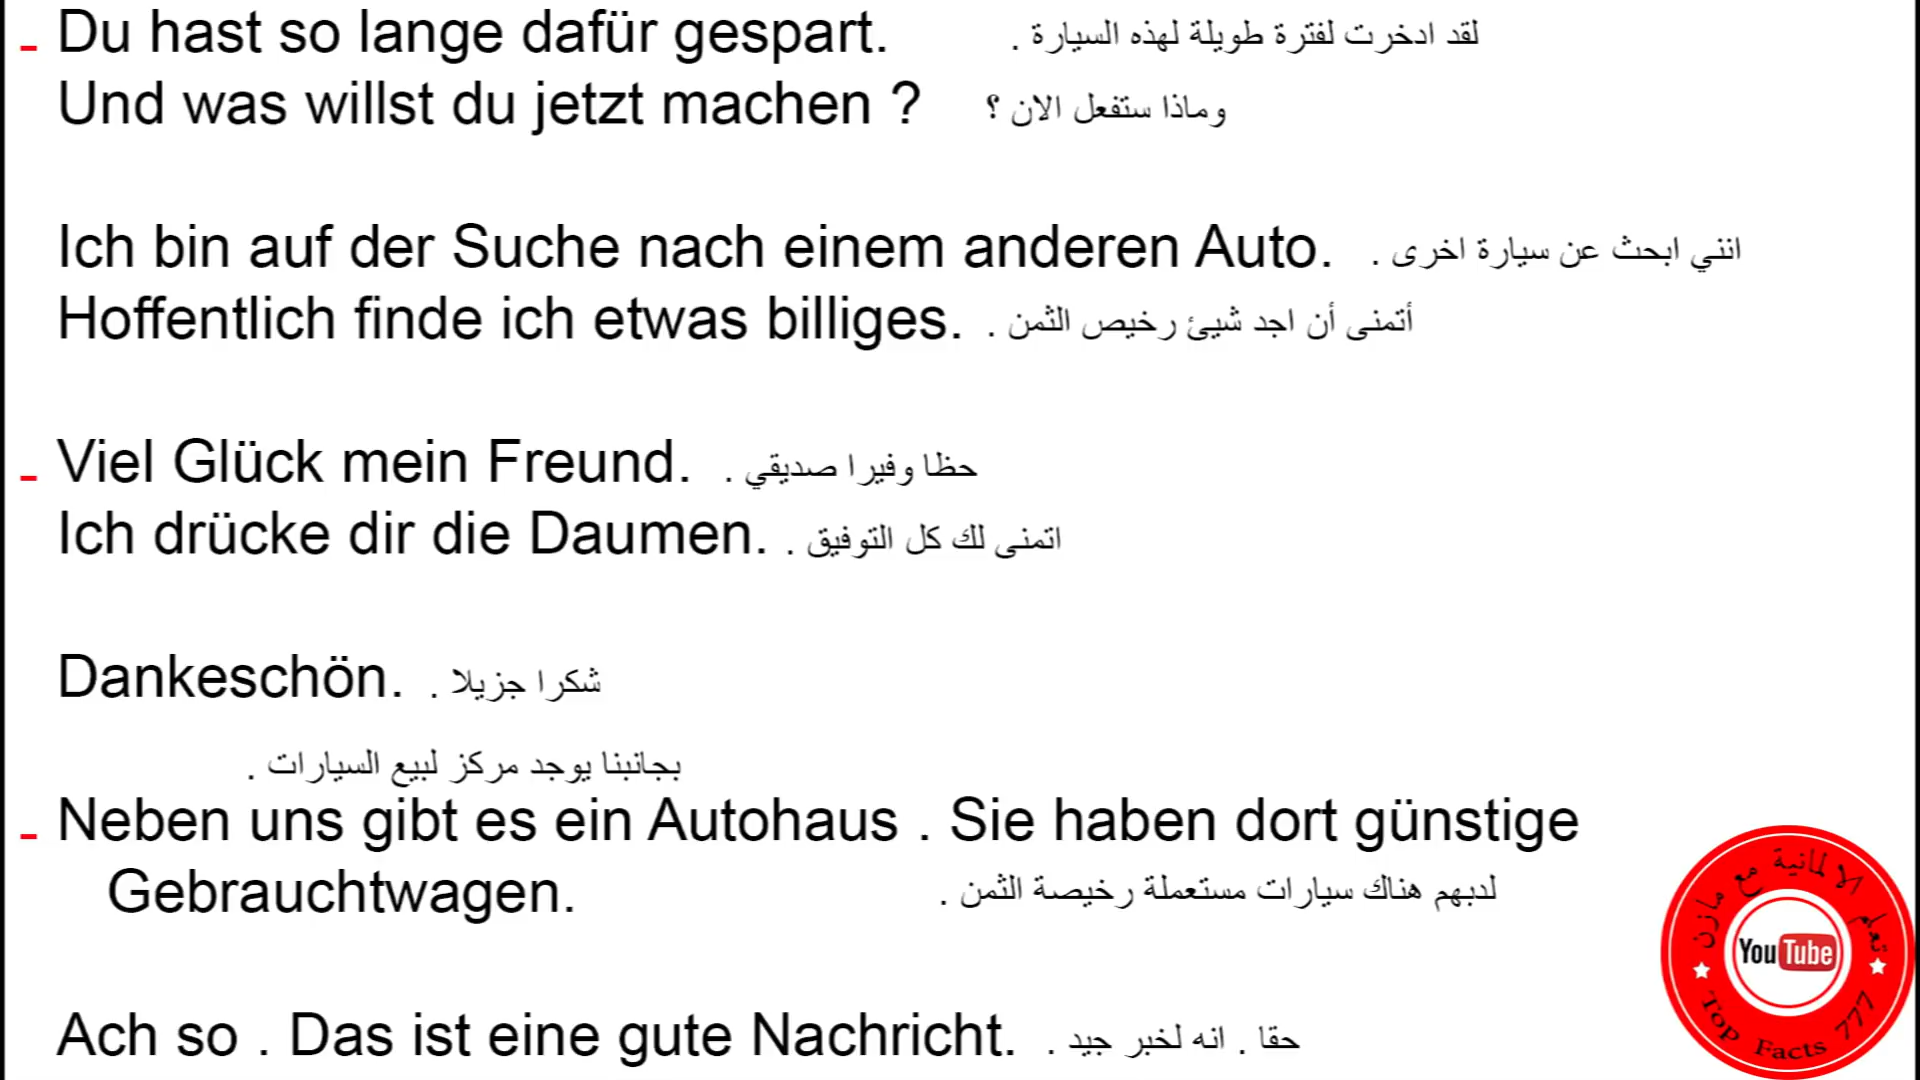 - Du hast so lange dafür gespart. لقد ادخرت لفترة طويلة لهذه السيارة .
Und was willst du jetzt machen ? وماذا ستفعل الان ؟
Ich bin auf der Suche nach einem anderen Auto. انني ابحث عن سيارة اخرى .
Hoffentlich finde ich etwas billiges. أتمنى أن اجد شيئ رخيص الثمن .
- Viel Glück mein Freund. حظا وفيرا صديقي .
Ich drücke dir die Daumen. اتمنى لك كل التوفيق .
Dankeschön. شكرا جزيلا .
بجانبنا يوجد مركز لبيع السيارات .
- Neben uns gibt es ein Autohaus . Sie haben dort günstige
Gebrauchtwagen. لدبهم هناك سيارات مستعملة رخيصة الثمن .
Ach so . Das ist eine gute Nachricht. حقا . انه لخبر جيد .
تعلم الالمانية مع مازن
YouTube
Top Facts 777